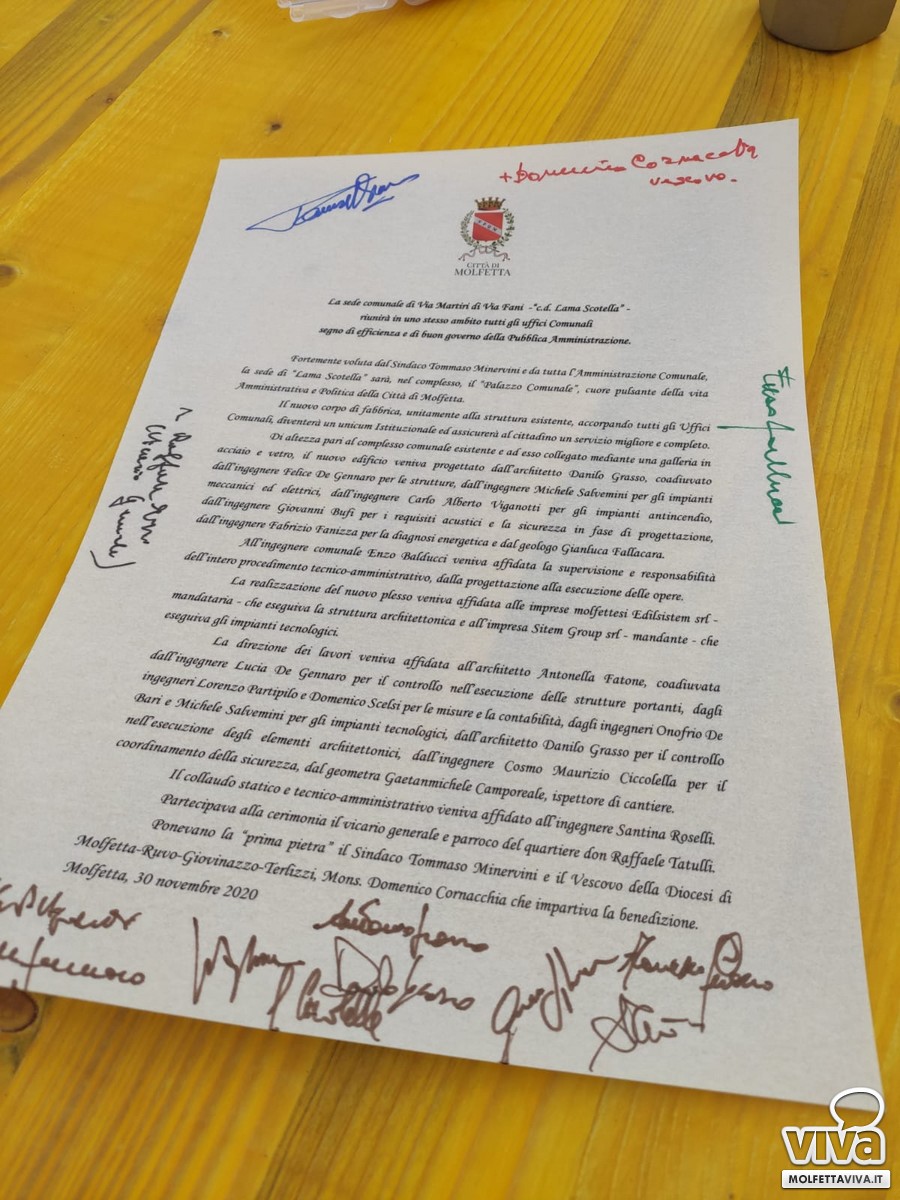 +Domenico Cornacchia
vescovo.
CITTÀ DI
MOLFETTA
La sede comunale di Via Martiri di Via Fani -"c.d. Lama Scotella" -
riunirà in uno stesso ambito tutti gli uffici Comunali
segno di efficienza e di buon governo della Pubblica Amministrazione.
Fortemente voluta dal Sindaco Tommaso Minervini e da tutta l'Amministrazione Comunale,
la sede di "Lama Scotella" sarà, nel complesso, il "Palazzo Comunale", cuore pulsante della vita
Amministrativa e Politica della Città di Molfetta.
Il nuovo corpo di fabbrica, unitamente alla struttura esistente, accorpando tutti gli Uffici
Comunali, diventerà un unicum Istituzionale ed assicurerà al cittadino un servizio migliore e completo.
Di altezza pari al complesso comunale esistente e ad esso collegato mediante una galleria in
acciaio e vetro, il nuovo edificio veniva progettato dall'architetto Danilo Grasso, coadiuvato
dall'ingegnere Felice De Gennaro per le strutture, dall'ingegnere Michele Salvemini per gli impianti
meccanici ed elettrici, dall'ingegnere Carlo Alberto Viganotti per gli impianti antincendio,
dall'ingegnere Giovanni Bufi per i requisiti acustici e la sicurezza in fase di progettazione,
dall'ingegnere Fabrizio Fanizza per la diagnosi energetica e dal geologo Gianluca Fallacara.
All'ingegnere comunale Enzo Balducci veniva affidata la supervisione e responsabilità
dell'intero procedimento tecnico-amministrativo, dalla progettazione alla esecuzione delle opere.
La realizzazione del nuovo plesso veniva affidata alle imprese molfettesi Edilsistem srl -
mandataria - che eseguiva la struttura architettonica e all'impresa Sitem Group srl - mandante - che
eseguiva gli impianti tecnologici.
La direzione dei lavori veniva affidata all'architetto Antonella Fatone, coadiuvata
dall'ingegnere Lucia De Gennaro per il controllo nell'esecuzione delle strutture portanti, dagli
ingegneri Lorenzo Partipilo e Domenico Scelsi per le misure e la contabilità, dagli ingegneri Onofrio De
Bari e Michele Salvemini per gli impianti tecnologici, dall'architetto Danilo Grasso per il controllo
nell'esecuzione degli elementi architettonici, dall'ingegnere Cosmo Maurizio Ciccolella per il
coordinamento della sicurezza, dal geometra Gaetanmichele Camporeale, ispettore di cantiere.
Il collaudo statico e tecnico-amministrativo veniva affidato all'ingegnere Santina Roselli.
Partecipava alla cerimonia il vicario generale e parroco del quartiere don Raffaele Tatulli.
Ponevano la "prima pietra" il Sindaco Tommaso Minervini e il Vescovo della Diocesi di
Molfetta-Ruvo-Giovinazzo-Terlizzi, Mons. Domenico Cornacchia che impartiva la benedizione.
Molfetta, 30 novembre 2020
viva
MOLFETTAVIVA.IT